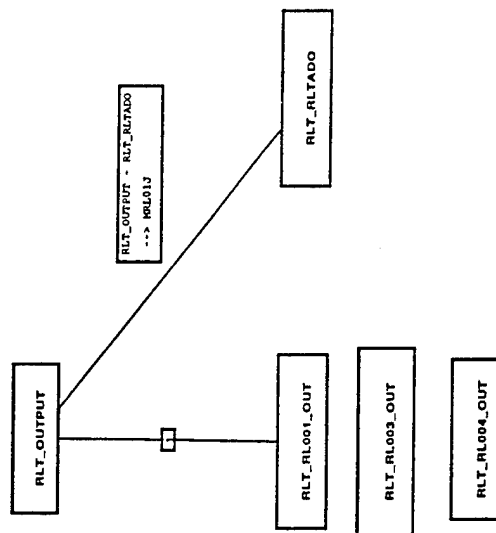 RLT_OUTPUT
RLT_OUTPUT - RLT_RLTADO
--> MRL01J
RLT_RLTADO
RLT_RL001_OUT
RLT_RL003_OUT
RLT_RL004_OUT